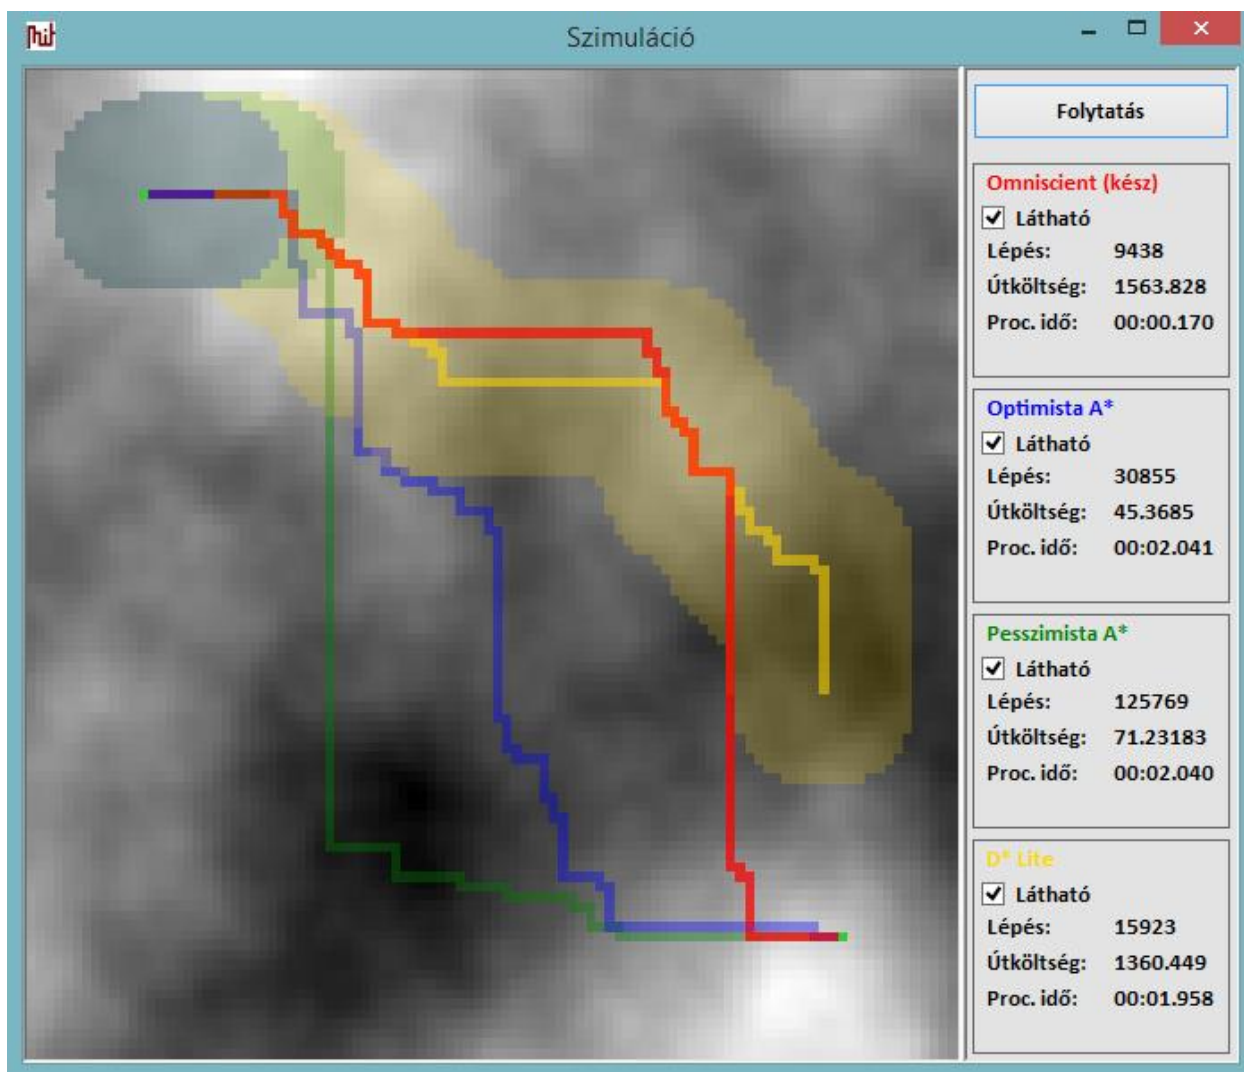 Szimuláció
Folytatás
Omniscient (kész)
Látható
Lépés: 9438
Útköltség: 1563.828
Proc. idő: 00:00.170
Optimista A*
Látható
Lépés: 30855
Útköltség: 45.3685
Proc. idő: 00:02.041
Pesszimista A*
Látható
Lépés: 125769
Útköltség: 71.23183
Proc. idő: 00:02.040
D* Lite
Látható
Lépés: 15923
Útköltség: 1360.449
Proc. idő: 00:01.958